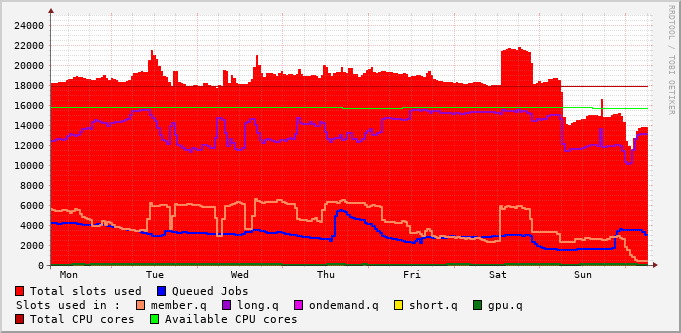 RRDTOOL / TOBI OETIKER
24000
22000
20000
18000
16000
14000
12000
10000
8000
6000
4000
2000
0
Mon Tue Wed Thu Fri Sat Sun
Total slots used Queued Jobs
Slots used in : member.q long.q ondemand.q short.q gpu.q
Total CPU cores Available CPU cores